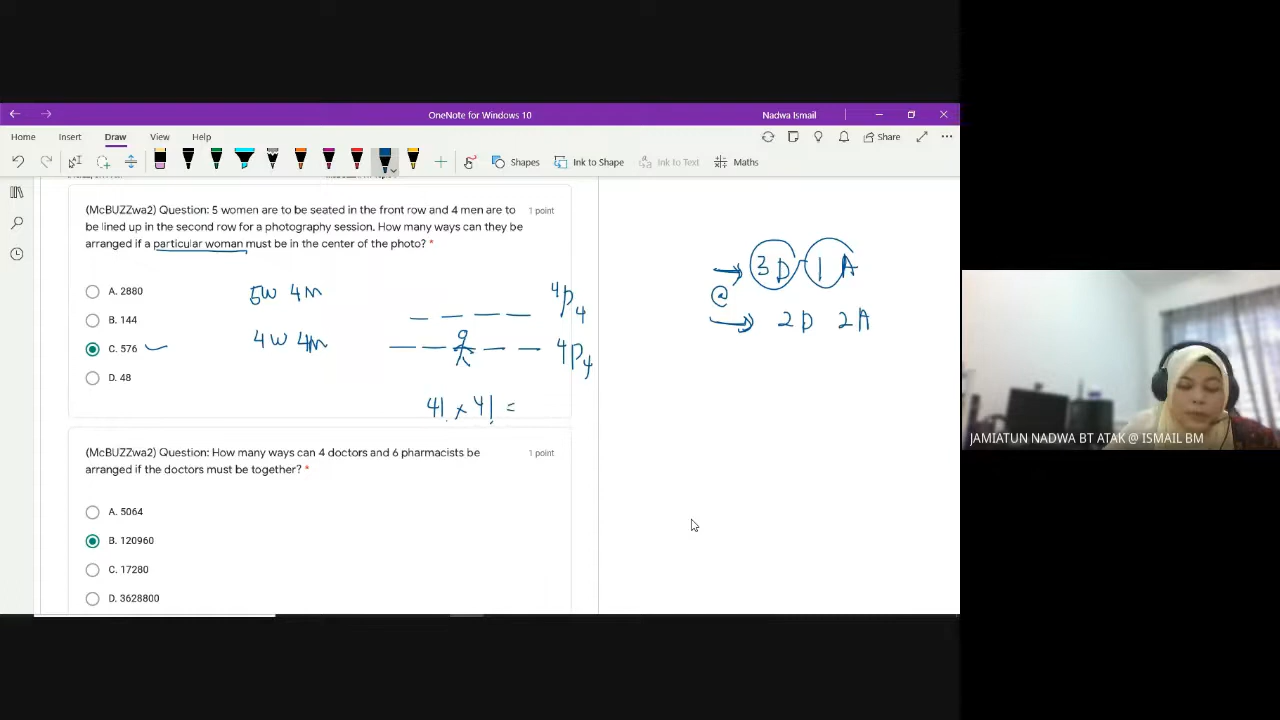 OneNote for Windows 10
Nadwa Ismail
Home Insert Draw View Help
Share
Shapes Ink to Shape Ink to Text Maths
(McBUZZwa2) Question: 5 women are to be seated in the front row and 4 men are to 1 point
be lined up in the second row for a photography session. How many ways can they be
arranged if a particular woman must be in the center of the photo? *
A. 2880
B. 144
C. 576
D. 48
5W 4M
4W 4M
4P4
4P4
4! × 4! =
3D - 1A
@
2D 2A
(McBUZZwa2) Question: How many ways can 4 doctors and 6 pharmacists be 1 point
arranged if the doctors must be together? *
A. 5064
B. 120960
C. 17280
D. 3628800
JAMIATUN NADWA BT ATAK @ ISMAIL BM